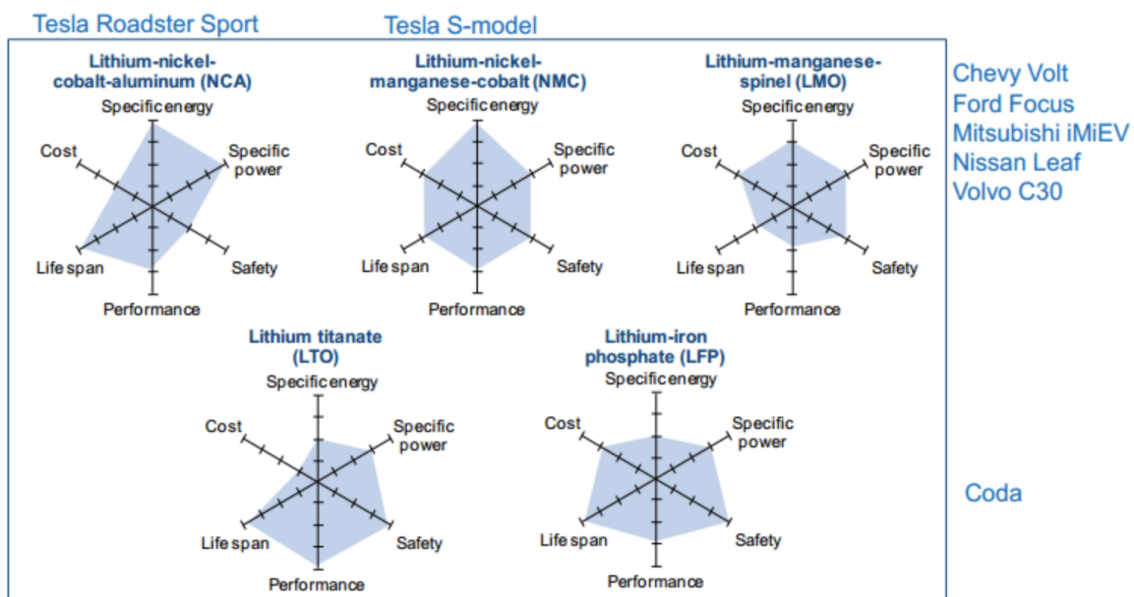 Tesla Roadster Sport
Tesla S-model
Lithium-nickel-
cobalt-aluminum (NCA)
Specific energy
Cost
Specific
power
Life span
Safety
Performance
Lithium-nickel-
manganese-cobalt (NMC)
Specific energy
Cost
Specific
power
Life span
Safety
Performance
Lithium-manganese-
spinel (LMO)
Specific energy
Cost
Specific
power
Life span
Safety
Performance
Chevy Volt
Ford Focus
Mitsubishi iMiEV
Nissan Leaf
Volvo C30
Lithium titanate
(LTO)
Specific energy
Cost
Specific
power
Life span
Safety
Performance
Lithium-iron
phosphate (LFP)
Specific energy
Cost
Specific
power
Life span
Safety
Performance
Coda